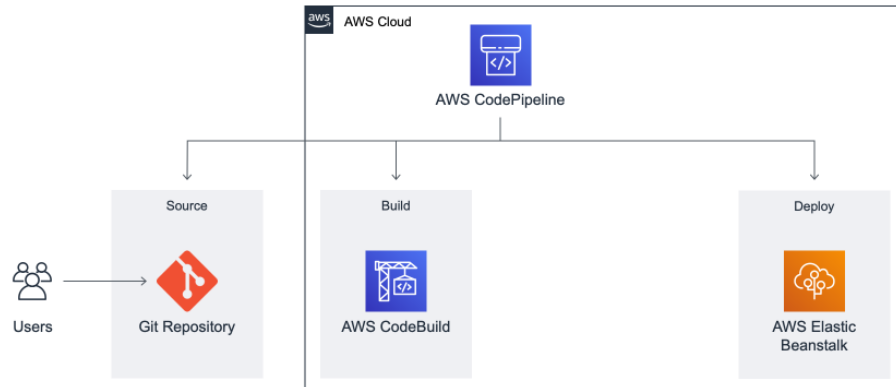 aws
AWS Cloud
</>
AWS CodePipeline
Source
Build
Deploy
</>
Users
Git Repository
AWS CodeBuild
AWS Elastic
Beanstalk